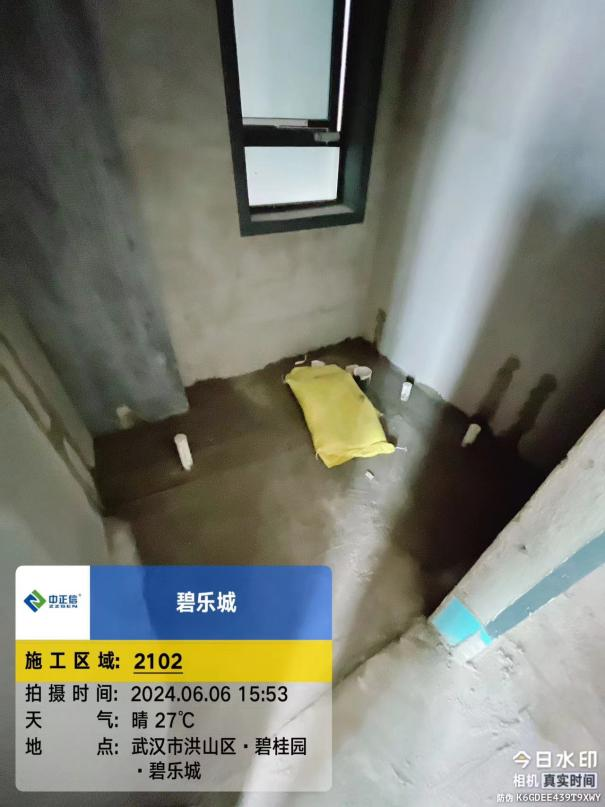 中正信®
ZZSEN
碧乐城
施工区域: 2102
拍摄时间: 2024.06.06 15:53
天气: 晴 27℃
地点: 武汉市洪山区·碧桂园
·碧乐城
今日水印
相机 真实时间
防伪 K6GDEE439T9XWY